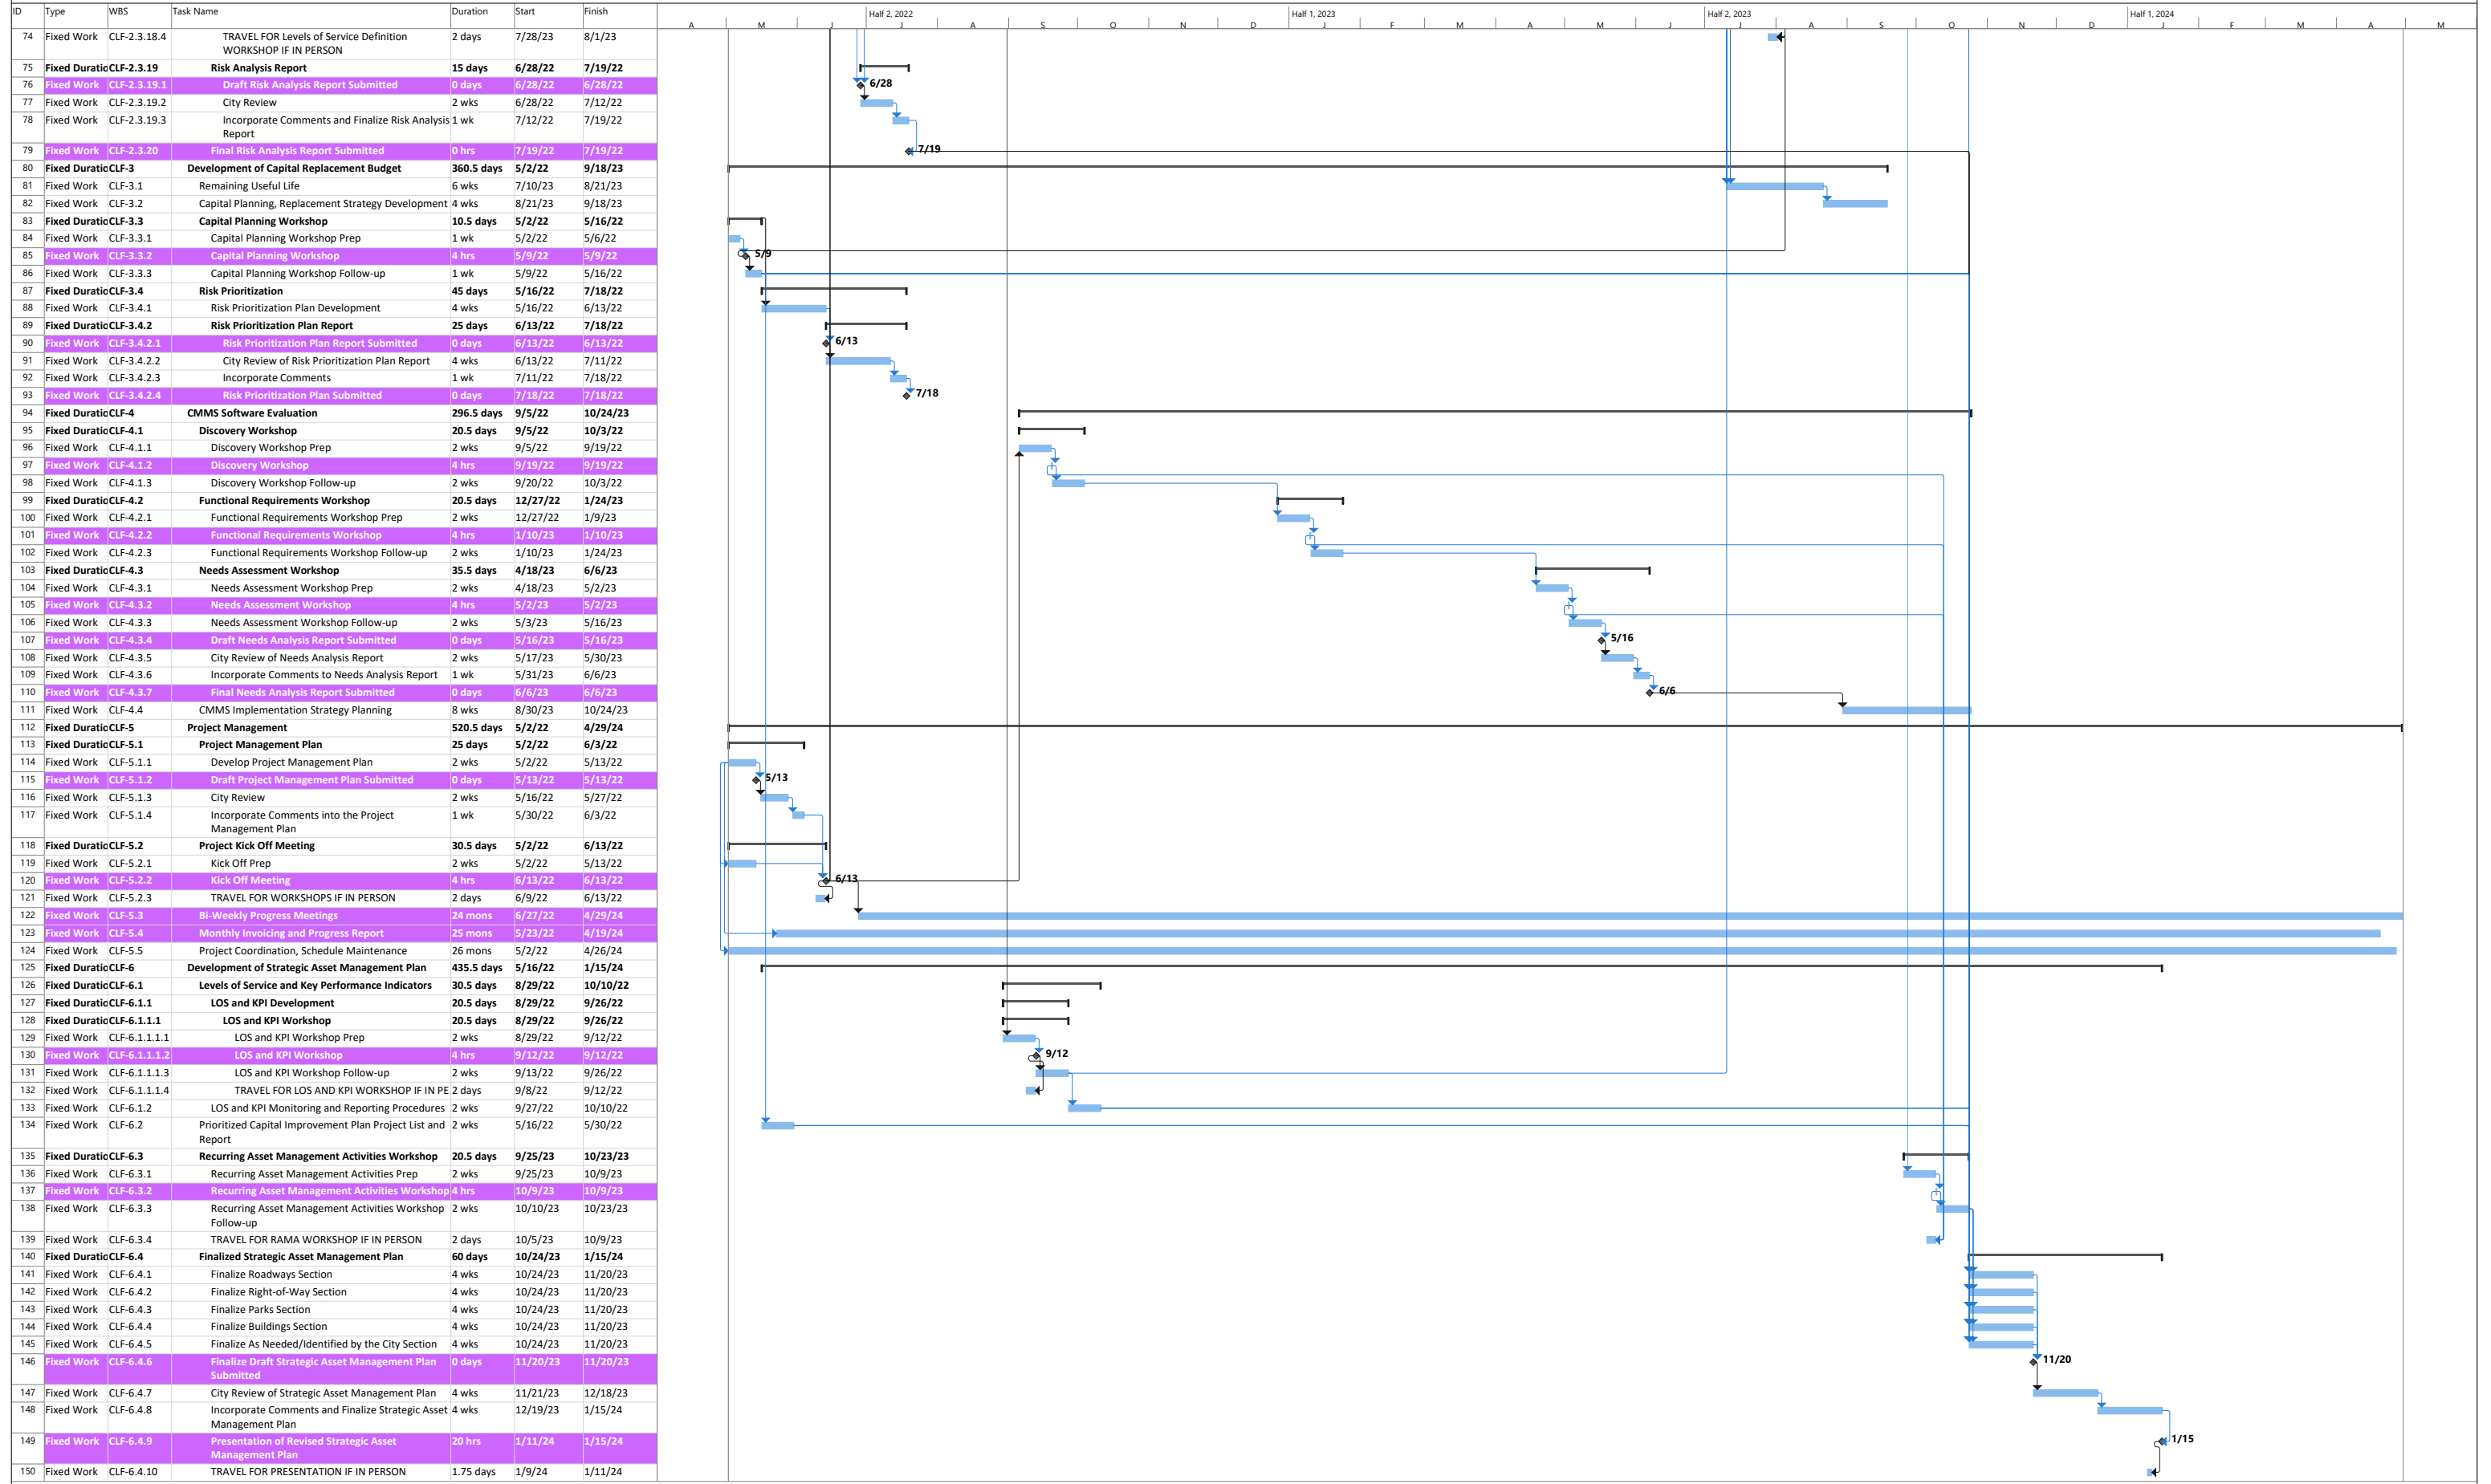 ID Type WBS Task Name Duration Start Finish
Half 2, 2022 Half 1, 2023 Half 2, 2023 Half 1, 2024
A M J J A S O N D J F M A M J J A S O N D J F M A M
74 Fixed Work CLF-2.3.18.4 TRAVEL FOR Levels of Service Definition 2 days 7/28/23 8/1/23
WORKSHOP IF IN PERSON
75 Fixed Duratio CLF-2.3.19 Risk Analysis Report 15 days 6/28/22 7/19/22
76 Fixed Work CLF-2.3.19.1 Draft Risk Analysis Report Submitted 0 days 6/28/22 6/28/22 6/28
77 Fixed Work CLF-2.3.19.2 City Review 2 wks 6/28/22 7/12/22
78 Fixed Work CLF-2.3.19.3 Incorporate Comments and Finalize Risk Analysis 1 wk 7/12/22 7/19/22
Report
79 Fixed Work CLF-2.3.20 Final Risk Analysis Report Submitted 0 hrs 7/19/22 7/19/22 7/19
80 Fixed Duratio CLF-3 Development of Capital Replacement Budget 360.5 days 5/2/22 9/18/23
81 Fixed Work CLF-3.1 Remaining Useful Life 6 wks 7/10/23 8/21/23
82 Fixed Work CLF-3.2 Capital Planning, Replacement Strategy Development 4 wks 8/21/23 9/18/23
83 Fixed Duratio CLF-3.3 Capital Planning Workshop 10.5 days 5/2/22 5/16/22
84 Fixed Work CLF-3.3.1 Capital Planning Workshop Prep 1 wk 5/2/22 5/6/22
85 Fixed Work CLF-3.3.2 Capital Planning Workshop 4 hrs 5/9/22 5/9/22 5/9
86 Fixed Work CLF-3.3.3 Capital Planning Workshop Follow-up 1 wk 5/9/22 5/16/22
87 Fixed Duratio CLF-3.4 Risk Prioritization 45 days 5/16/22 7/18/22
88 Fixed Work CLF-3.4.1 Risk Prioritization Plan Development 4 wks 5/16/22 6/13/22
89 Fixed Duratio CLF-3.4.2 Risk Prioritization Plan Report 25 days 6/13/22 7/18/22
90 Fixed Work CLF-3.4.2.1 Risk Prioritization Plan Report Submitted 0 days 6/13/22 6/13/22 6/13
91 Fixed Work CLF-3.4.2.2 City Review of Risk Prioritization Plan Report 4 wks 6/13/22 7/11/22
92 Fixed Work CLF-3.4.2.3 Incorporate Comments 1 wk 7/11/22 7/18/22
93 Fixed Work CLF-3.4.2.4 Risk Prioritization Plan Submitted 0 days 7/18/22 7/18/22 7/18
94 Fixed Duratio CLF-4 CMMS Software Evaluation 296.5 days 9/5/22 10/24/23
95 Fixed Duratio CLF-4.1 Discovery Workshop 20.5 days 9/5/22 10/3/22
96 Fixed Work CLF-4.1.1 Discovery Workshop Prep 2 wks 9/5/22 9/19/22
97 Fixed Work CLF-4.1.2 Discovery Workshop 4 hrs 9/19/22 9/19/22
98 Fixed Work CLF-4.1.3 Discovery Workshop Follow-up 2 wks 9/20/22 10/3/22
99 Fixed Duratio CLF-4.2 Functional Requirements Workshop 20.5 days 12/27/22 1/24/23
100 Fixed Work CLF-4.2.1 Functional Requirements Workshop Prep 2 wks 12/27/22 1/9/23
101 Fixed Work CLF-4.2.2 Functional Requirements Workshop 4 hrs 1/10/23 1/10/23
102 Fixed Work CLF-4.2.3 Functional Requirements Workshop Follow-up 2 wks 1/10/23 1/24/23
103 Fixed Duratio CLF-4.3 Needs Assessment Workshop 35.5 days 4/18/23 6/6/23
104 Fixed Work CLF-4.3.1 Needs Assessment Workshop Prep 2 wks 4/18/23 5/2/23
105 Fixed Work CLF-4.3.2 Needs Assessment Workshop 4 hrs 5/2/23 5/2/23
106 Fixed Work CLF-4.3.3 Needs Assessment Workshop Follow-up 2 wks 5/3/23 5/16/23
107 Fixed Work CLF-4.3.4 Draft Needs Analysis Report Submitted 0 days 5/16/23 5/16/23 5/16
108 Fixed Work CLF-4.3.5 City Review of Needs Analysis Report 2 wks 5/17/23 5/30/23
109 Fixed Work CLF-4.3.6 Incorporate Comments to Needs Analysis Report 1 wk 5/31/23 6/6/23
110 Fixed Work CLF-4.3.7 Final Needs Analysis Report Submitted 0 days 6/6/23 6/6/23 6/6
111 Fixed Work CLF-4.4 CMMS Implementation Strategy Planning 8 wks 8/30/23 10/24/23
112 Fixed Duratio CLF-5 Project Management 520.5 days 5/2/22 4/29/24
113 Fixed Duratio CLF-5.1 Project Management Plan 25 days 5/2/22 6/3/22
114 Fixed Work CLF-5.1.1 Develop Project Management Plan 2 wks 5/2/22 5/13/22
115 Fixed Work CLF-5.1.2 Draft Project Management Plan Submitted 0 days 5/13/22 5/13/22 5/13
116 Fixed Work CLF-5.1.3 City Review 2 wks 5/16/22 5/27/22
117 Fixed Work CLF-5.1.4 Incorporate Comments into the Project 1 wk 5/30/22 6/3/22
Management Plan
118 Fixed Duratio CLF-5.2 Project Kick Off Meeting 30.5 days 5/2/22 6/13/22
119 Fixed Work CLF-5.2.1 Kick Off Prep 2 wks 5/2/22 5/13/22
120 Fixed Work CLF-5.2.2 Kick Off Meeting 4 hrs 6/13/22 6/13/22 6/13
121 Fixed Work CLF-5.2.3 TRAVEL FOR WORKSHOPS IF IN PERSON 2 days 6/9/22 6/13/22
122 Fixed Work CLF-5.3 Bi-Weekly Progress Meetings 24 mons 6/27/22 4/29/24
123 Fixed Work CLF-5.4 Monthly Invoicing and Progress Report 25 mons 5/23/22 4/19/24
124 Fixed Work CLF-5.5 Project Coordination, Schedule Maintenance 26 mons 5/2/22 4/26/24
125 Fixed Duratio CLF-6 Development of Strategic Asset Management Plan 435.5 days 5/16/22 1/15/24
126 Fixed Duratio CLF-6.1 Levels of Service and Key Performance Indicators 30.5 days 8/29/22 10/10/22
127 Fixed Duratio CLF-6.1.1 LOS and KPI Development 20.5 days 8/29/22 9/26/22
128 Fixed Duratio CLF-6.1.1.1 LOS and KPI Workshop 20.5 days 8/29/22 9/26/22
129 Fixed Work CLF-6.1.1.1.1 LOS and KPI Workshop Prep 2 wks 8/29/22 9/12/22
130 Fixed Work CLF-6.1.1.1.2 LOS and KPI Workshop 4 hrs 9/12/22 9/12/22 9/12
131 Fixed Work CLF-6.1.1.1.3 LOS and KPI Workshop Follow-up 2 wks 9/13/22 9/26/22
132 Fixed Work CLF-6.1.1.1.4 TRAVEL FOR LOS AND KPI WORKSHOP IF IN PE 2 days 9/8/22 9/12/22
133 Fixed Work CLF-6.1.2 LOS and KPI Monitoring and Reporting Procedures 2 wks 9/27/22 10/10/22
134 Fixed Work CLF-6.2 Prioritized Capital Improvement Plan Project List and 2 wks 5/16/22 5/30/22
Report
135 Fixed Duratio CLF-6.3 Recurring Asset Management Activities Workshop 20.5 days 9/25/23 10/23/23
136 Fixed Work CLF-6.3.1 Recurring Asset Management Activities Prep 2 wks 9/25/23 10/9/23
137 Fixed Work CLF-6.3.2 Recurring Asset Management Activities Workshop 4 hrs 10/9/23 10/9/23
138 Fixed Work CLF-6.3.3 Recurring Asset Management Activities Workshop 2 wks 10/10/23 10/23/23
Follow-up
139 Fixed Work CLF-6.3.4 TRAVEL FOR RAMA WORKSHOP IF IN PERSON 2 days 10/5/23 10/9/23
140 Fixed Duratio CLF-6.4 Finalized Strategic Asset Management Plan 60 days 10/24/23 1/15/24
141 Fixed Work CLF-6.4.1 Finalize Roadways Section 4 wks 10/24/23 11/20/23
142 Fixed Work CLF-6.4.2 Finalize Right-of-Way Section 4 wks 10/24/23 11/20/23
143 Fixed Work CLF-6.4.3 Finalize Parks Section 4 wks 10/24/23 11/20/23
144 Fixed Work CLF-6.4.4 Finalize Buildings Section 4 wks 10/24/23 11/20/23
145 Fixed Work CLF-6.4.5 Finalize As Needed/Identified by the City Section 4 wks 10/24/23 11/20/23
146 Fixed Work CLF-6.4.6 Finalize Draft Strategic Asset Management Plan 0 days 11/20/23 11/20/23 11/20
Submitted
147 Fixed Work CLF-6.4.7 City Review of Strategic Asset Management Plan 4 wks 11/21/23 12/18/23
148 Fixed Work CLF-6.4.8 Incorporate Comments and Finalize Strategic Asset 4 wks 12/19/23 1/15/24
Management Plan
149 Fixed Work CLF-6.4.9 Presentation of Revised Strategic Asset 20 hrs 1/11/24 1/15/24 1/15
Management Plan
150 Fixed Work CLF-6.4.10 TRAVEL FOR PRESENTATION IF IN PERSON 1.75 days 1/9/24 1/11/24